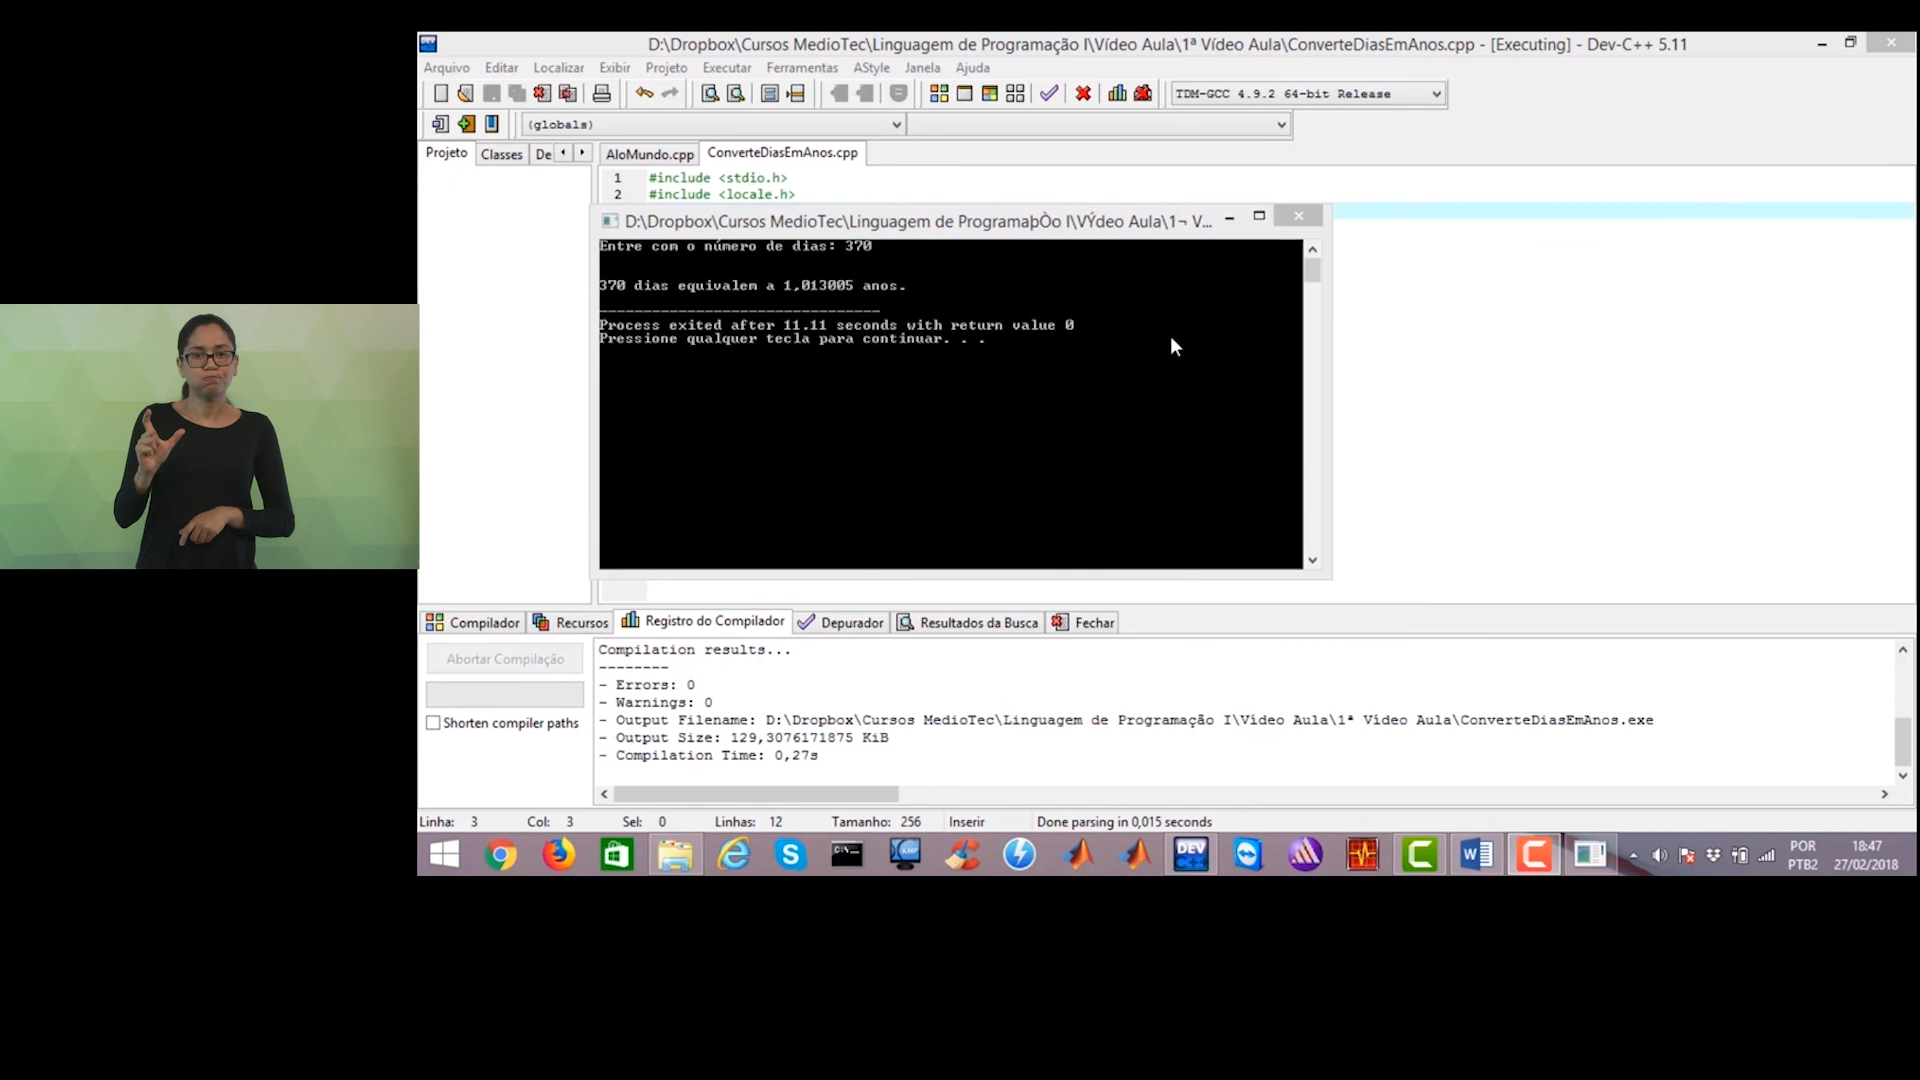 D:\Dropbox\Cursos MedioTec\Linguagem de Programação I\Vídeo Aula\1ª Vídeo Aula\ConverteDiasEmAnos.cpp - [Executing] - Dev-C++ 5.11
Arquivo Editar Localizar Exibir Projeto Executar Ferramentas AStyle Janela Ajuda
TDM-GCC 4.9.2 64-bit Release
(globals)
Projeto Classes De AloMundo.cpp ConverteDiasEmAnos.cpp
1 #include <stdio.h>
2 #include <locale.h>
D:\Dropbox\Cursos MedioTec\Linguagem de ProgramaþÒo I\VÝdeo Aula\1¬ V...
Entre com o número de dias: 370
370 dias equivalem a 1,013005 anos.
--------------------------------
Process exited after 11.11 seconds with return value 0
Pressione qualquer tecla para continuar. . .
Compilador Recursos Registro do Compilador Depurador Resultados da Busca Fechar
Abortar Compilação
Shorten compiler paths
Compilation results...
--------
- Errors: 0
- Warnings: 0
- Output Filename: D:\Dropbox\Cursos MedioTec\Linguagem de Programação I\Vídeo Aula\1ª Vídeo Aula\ConverteDiasEmAnos.exe
- Output Size: 129,3076171875 KiB
- Compilation Time: 0,27s
Linha: 3 Col: 3 Sel: 0 Linhas: 12 Tamanho: 256 Inserir Done parsing in 0,015 seconds
DEV C++
POR
PTB2
18:47
27/02/2018